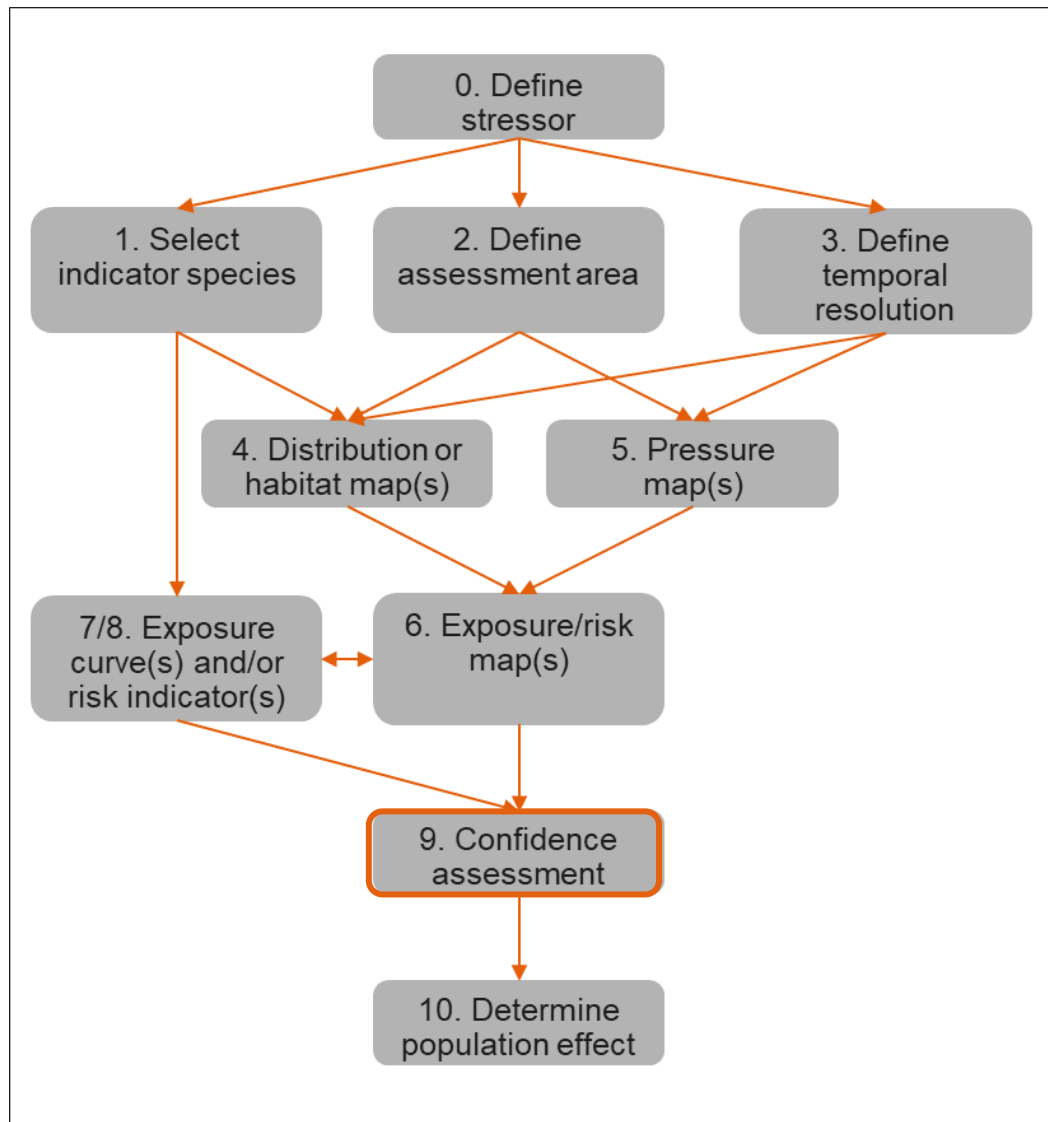 0. Define
stressor
1. Select
indicator species
2. Define
assessment area
3. Define
temporal
resolution
4. Distribution or
habitat map(s)
5. Pressure
map(s)
7/8. Exposure
curve(s) and/or
risk indicator(s)
6. Exposure/risk
map(s)
9. Confidence
assessment
10. Determine
population effect